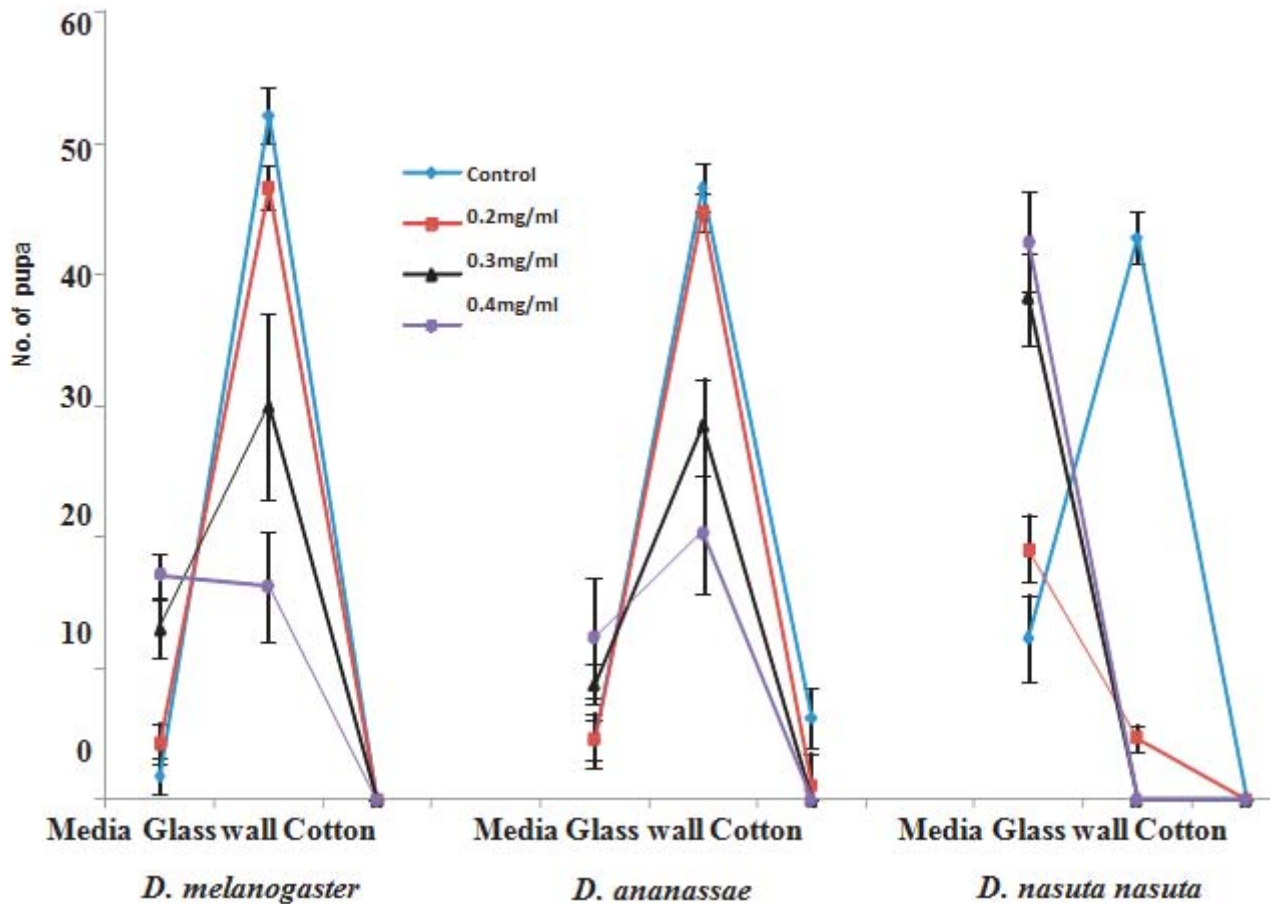 60
50
40
30
20
10
0
No. of pupa
Control
0.2mg/ml
0.3mg/ml
0.4mg/ml
Media Glass wall Cotton
Media Glass wall Cotton
Media Glass wall Cotton
D. melanogaster
D. ananassae
D. nasuta nasuta